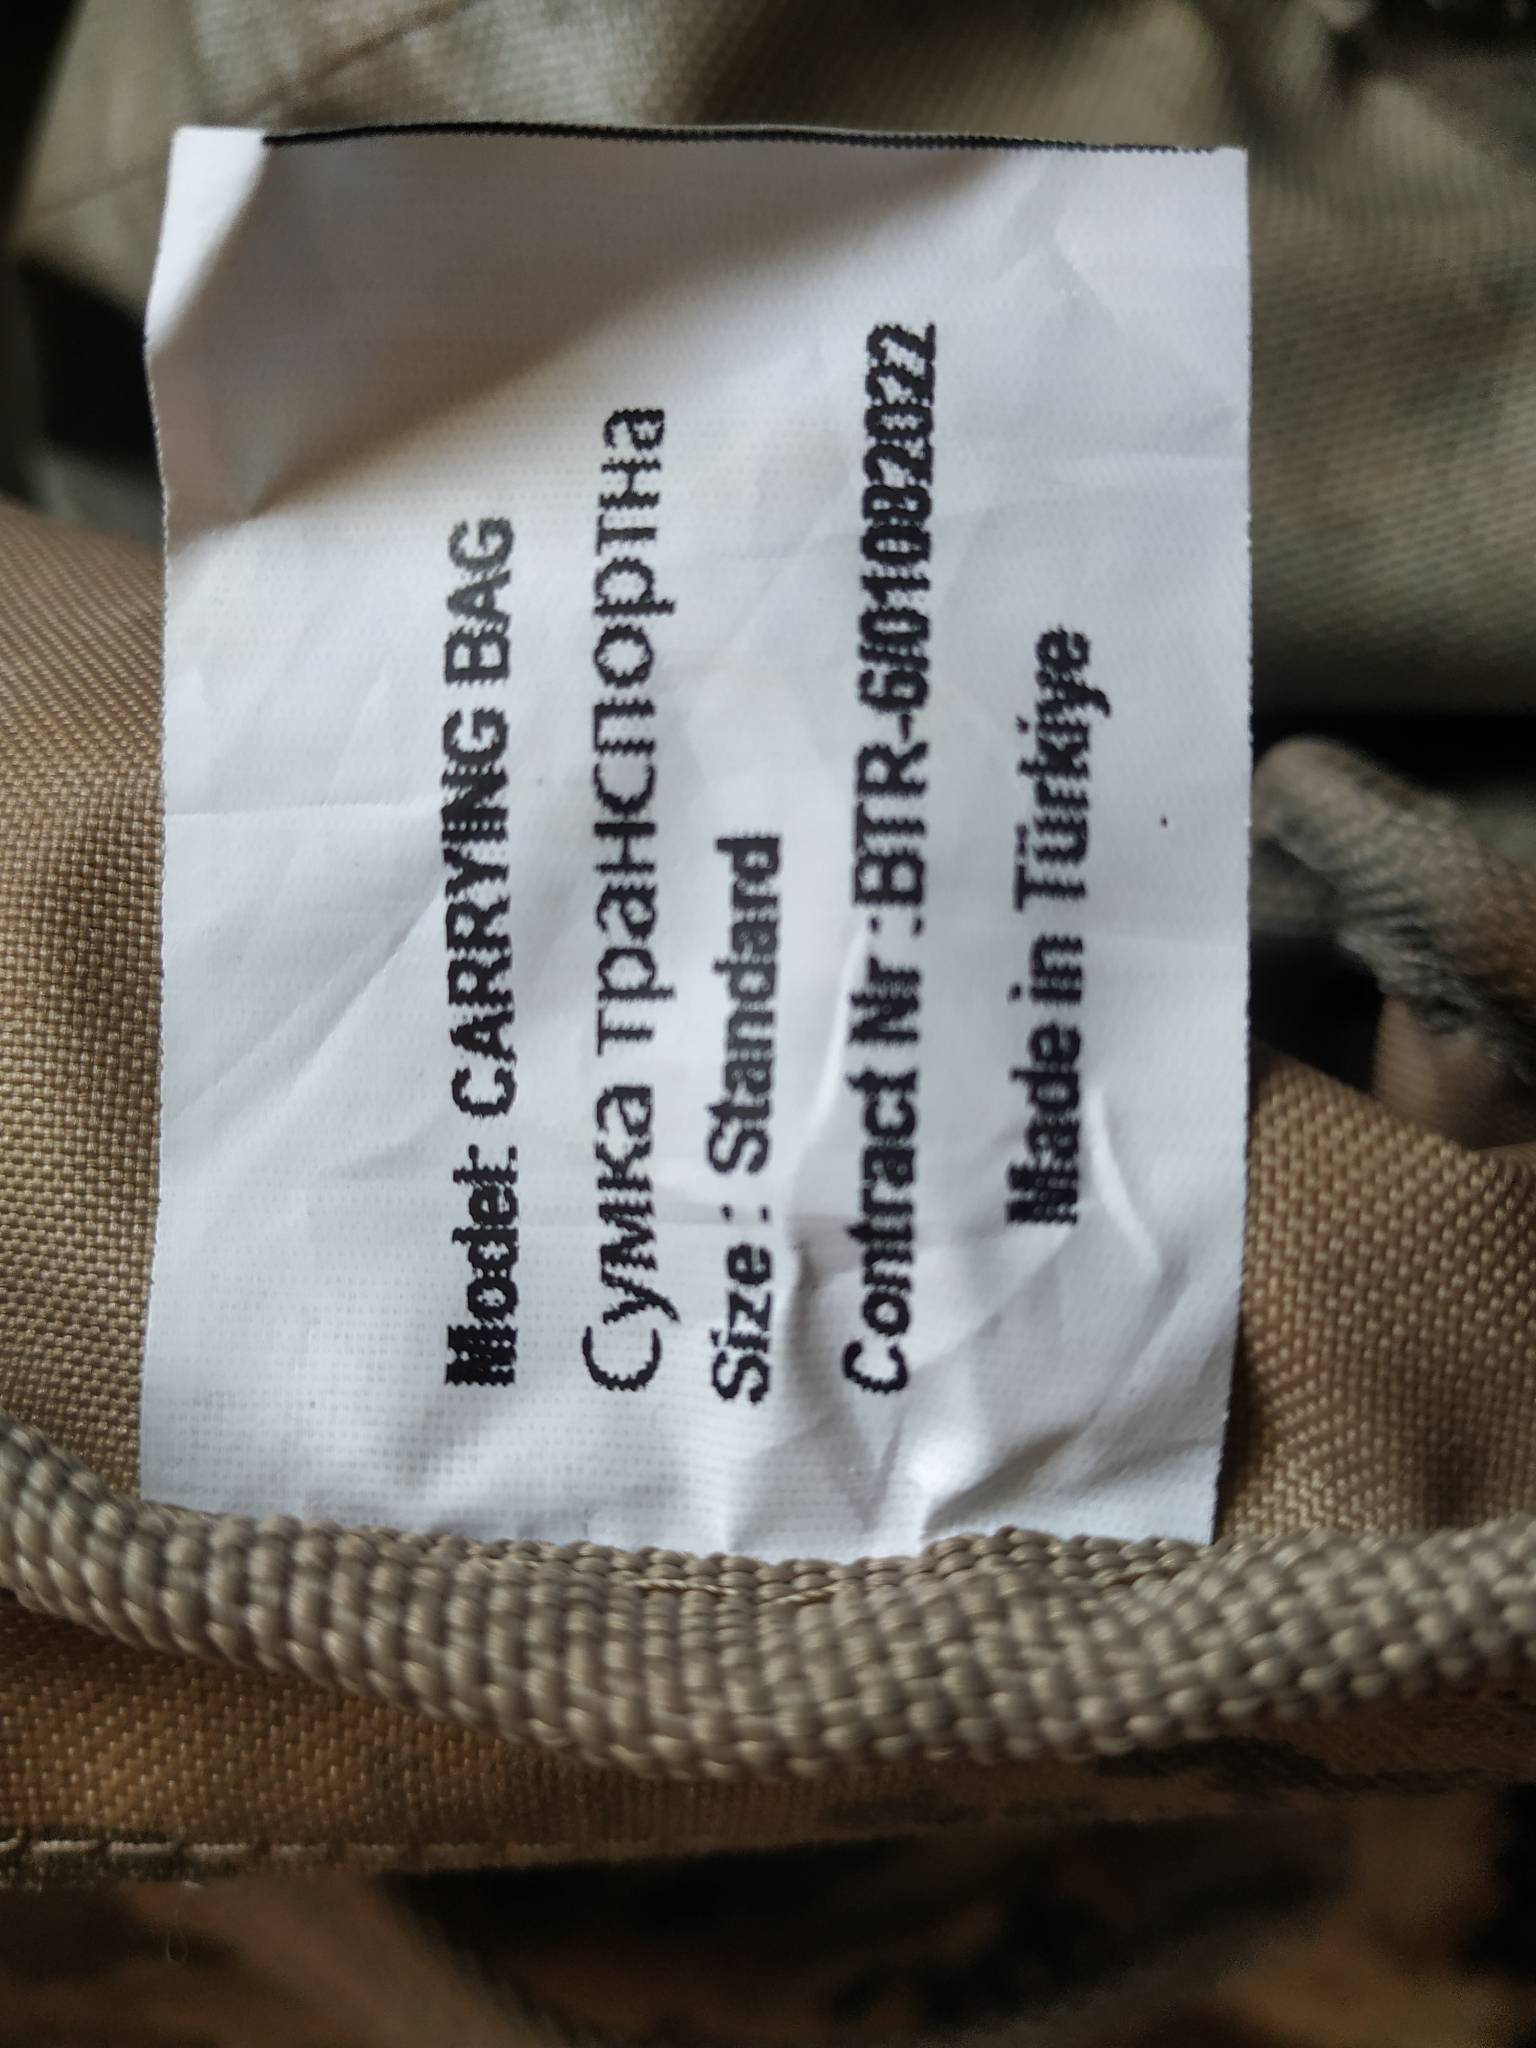 Model: CARRYING BAG
Сумка транспортна
Size : Standard
Contract Nr :BTR-6/01082022
Made in Türkiye